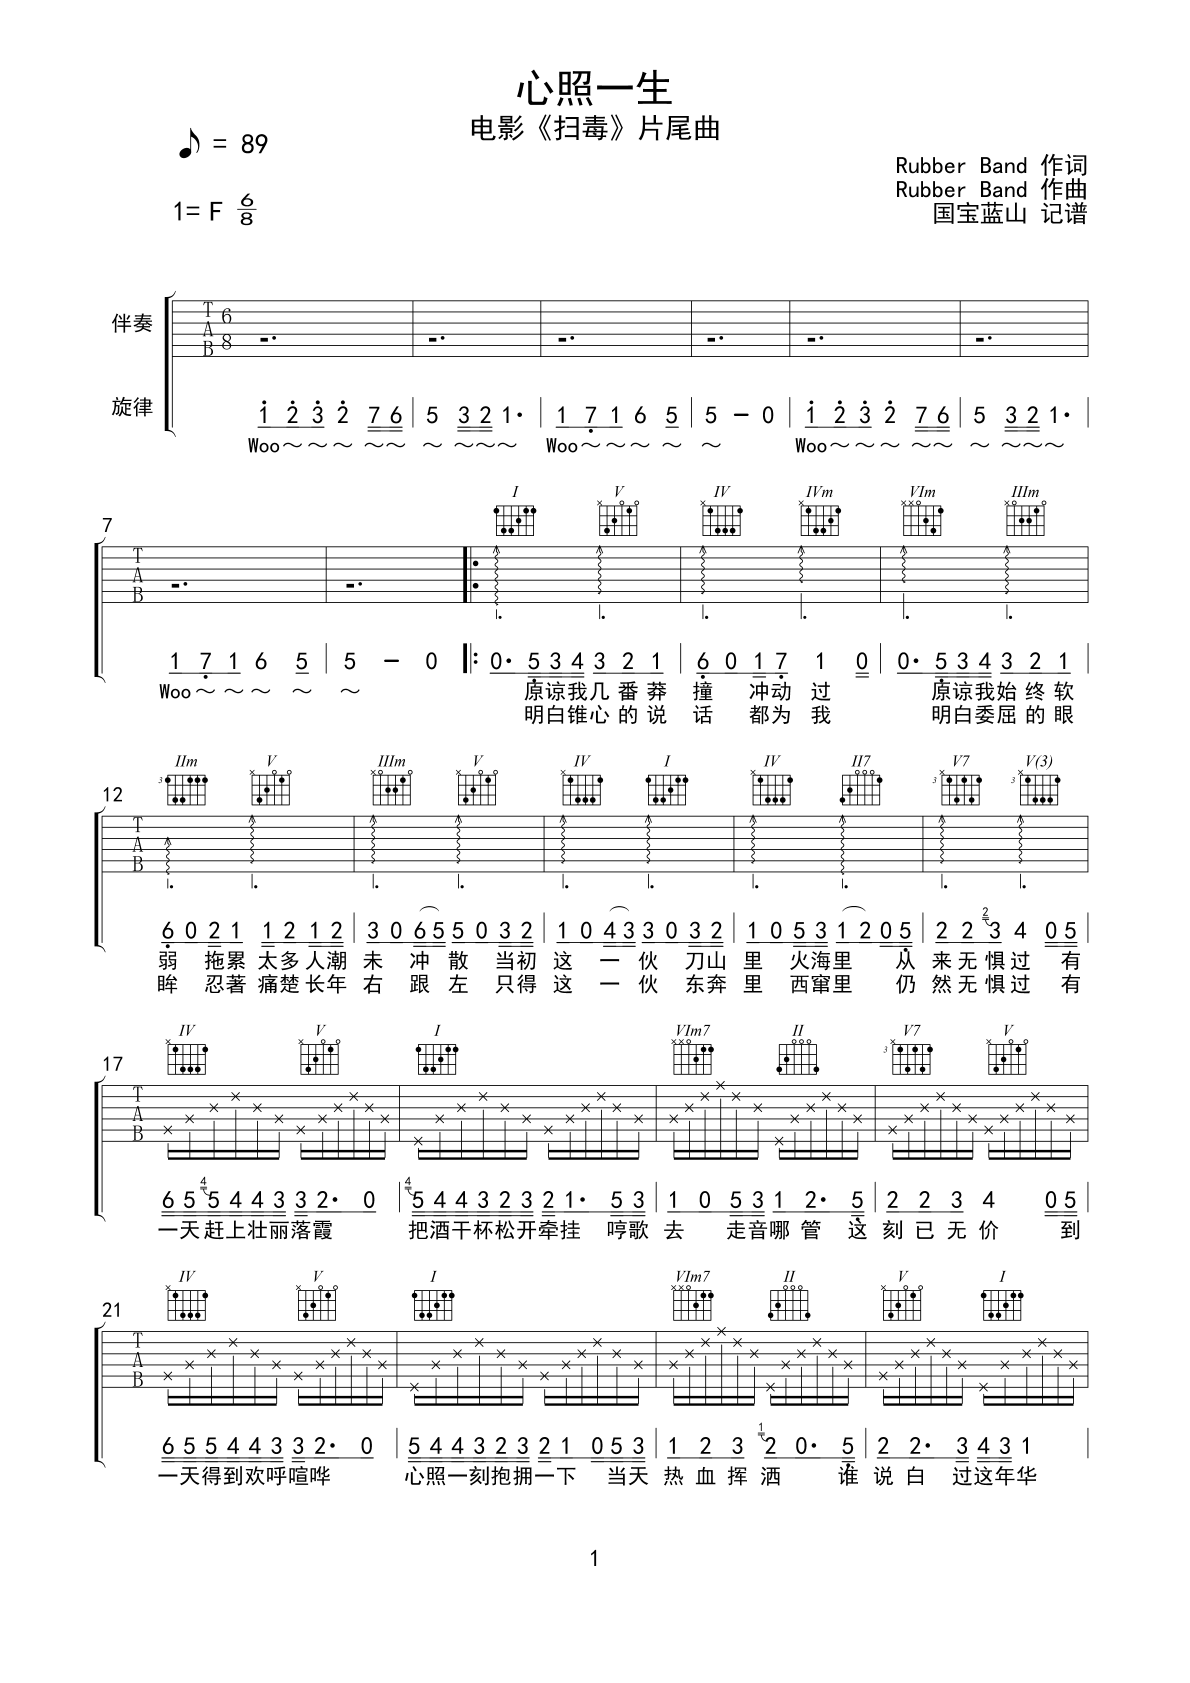 心照一生
电影《扫毒》片尾曲
♪ = 89
Rubber Band 作词
Rubber Band 作曲
1= F 6/8
国宝蓝山 记谱
伴奏
T A B 6 8
旋律
1 2 3 2 7 6 5 3 2 1· 1 7 1 6 5 5 - 0 1 2 3 2 7 6 5 3 2 1·
Woo～～～ ～～ ～ ～～～ Woo～～～ ～ ～ Woo～～～ ～～ ～ ～～～
I V IV IVm VIm IIIm
7
T A B
1 7 1 6 5 5 - 0 0· 5 3 4 3 2 1 6 0 1 7 1 0 0· 5 3 4 3 2 1
Woo～ ～ ～ ～ ～ 原谅我几番莽 撞 冲动 过 原谅我始终软
明白锥心的说 话 都为 我 明白委屈的眼
IIm V IIIm V IV I IV II7 V7 V(3)
3 3 3
12
T A B
6 0 2 1 1 2 1 2 3 0 6 5 5 0 3 2 1 0 4 3 3 0 3 2 1 0 5 3 1 2 0 5 2 2 2 3 4 0 5
弱 拖累 太多人潮 未 冲 散 当初 这 一 伙 刀山 里 火海里 从 来无惧过 有
眸 忍著 痛楚长年 右 跟 左 只得 这 一 伙 东奔 里 西窜里 仍 然无惧过 有
IV V I VIm7 II V7 V
3
17
T A B
6 5 4 5 4 4 3 3 2· 0 4 5 4 4 3 2 3 2 1· 5 3 1 0 5 3 1 2· 5 2 2 3 4 0 5
一天赶上壮丽落霞 把酒干杯松开牵挂 哼歌 去 走音哪 管 这 刻已无价 到
IV V I VIm7 II V I
21
T A B
6 5 5 4 4 3 3 2· 0 5 4 4 3 2 3 2 1 0 5 3 1 2 3 1 2 0· 5 2 2· 3 4 3 1
一天得到欢呼喧哗 心照一刻抱拥一下 当天 热血挥 洒 谁 说白 过这年华
1